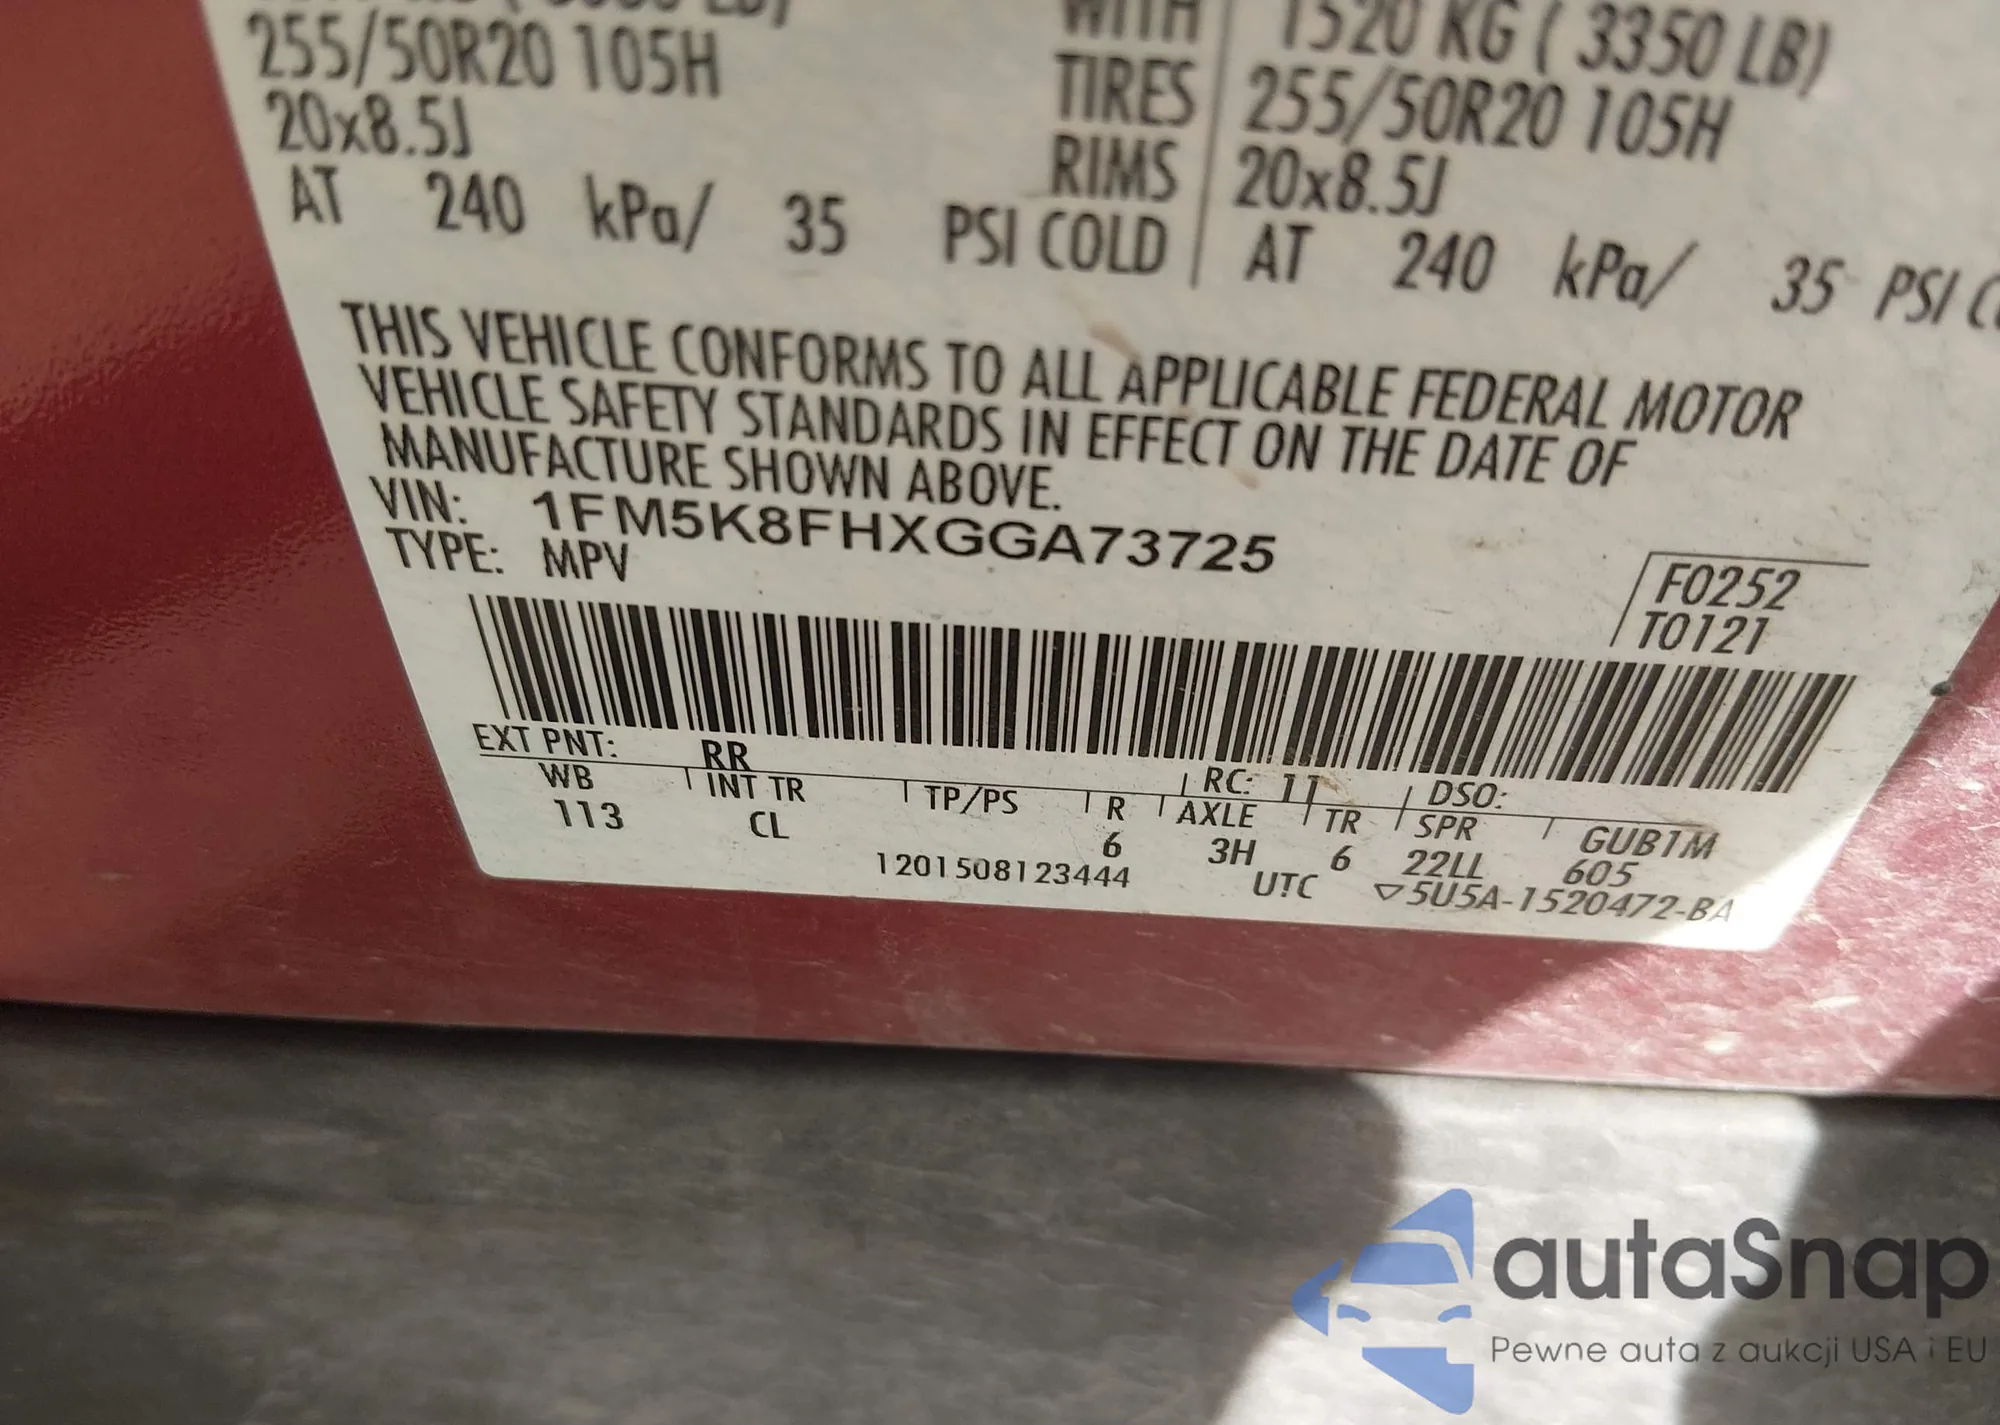 255/50R20 105H
20x8.5J
AT 240 kPa/ 35 PSI COLD
WITH 1520 KG ( 3350 LB)
TIRES 255/50R20 105H
RIMS 20x8.5J
AT 240 kPa/ 35 PSI
THIS VEHICLE CONFORMS TO ALL APPLICABLE FEDERAL MOTOR
VEHICLE SAFETY STANDARDS IN EFFECT ON THE DATE OF
MANUFACTURE SHOWN ABOVE.
VIN: 1FM5K8FHXGGA73725
TYPE: MPV
F0252
T0121
EXT PNT: RR RC: 11 DSO:
WB INT TR TP/PS R AXLE TR SPR GUB1M
113 CL 6 3H 6 22LL 605
1201508123444 UTC ▽5U5A-1520472-BA
autaSnap
Pewne auta z aukcji USA i EU